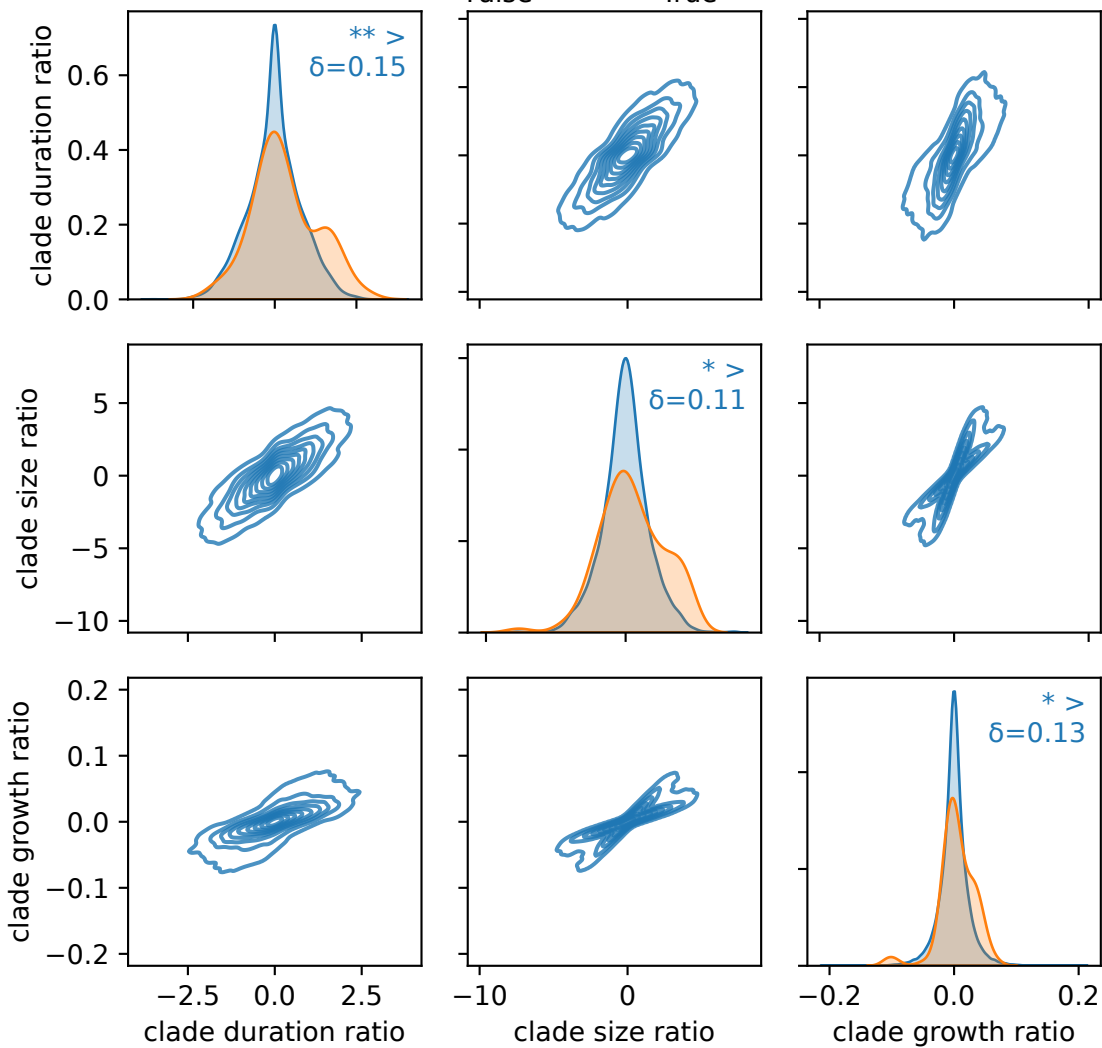 clade duration ratio
0.6
0.4
0.2
0.0
** >
δ=0.15
clade size ratio
5
0
−5
−10
* >
δ=0.11
clade growth ratio
0.2
0.1
0.0
−0.1
−0.2
* >
δ=0.13
−2.5 0.0 2.5
−10 0
−0.2 0.0 0.2
clade duration ratio
clade size ratio
clade growth ratio